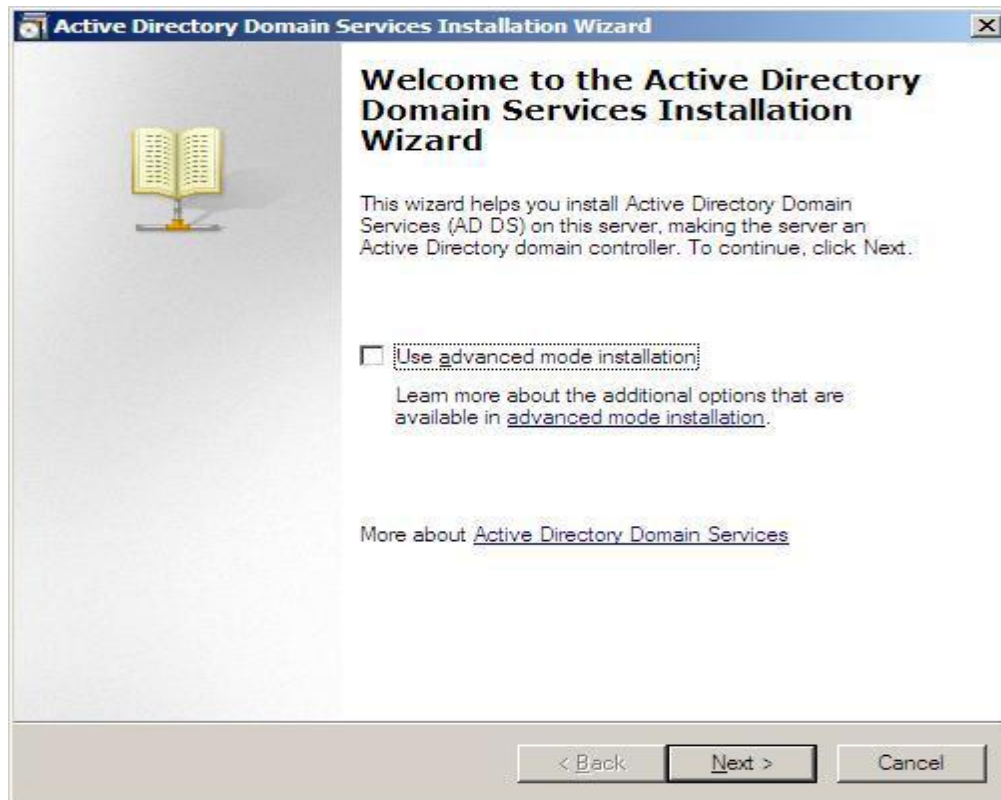 Active Directory Domain Services Installation Wizard
Welcome to the Active Directory
Domain Services Installation
Wizard
This wizard helps you install Active Directory Domain
Services (AD DS) on this server, making the server an
Active Directory domain controller. To continue, click Next.
Use advanced mode installation
Learn more about the additional options that are
available in advanced mode installation.
More about Active Directory Domain Services
< Back
Next >
Cancel